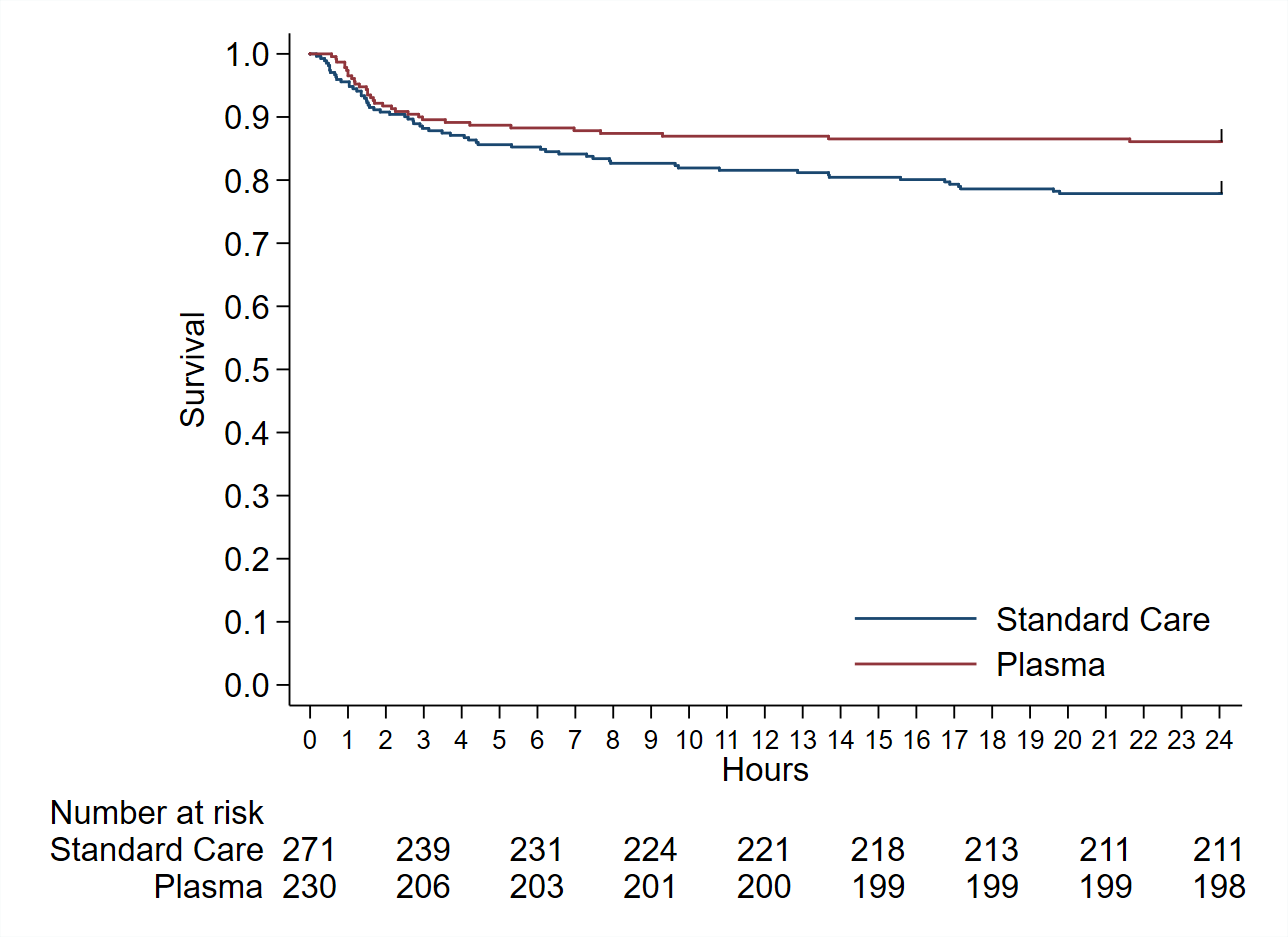 1.0
0.9
0.8
0.7
0.6
0.5
0.4
0.3
0.2
0.1
0.0
Survival
Standard Care
Plasma
0 1 2 3 4 5 6 7 8 9 10 11 12 13 14 15 16 17 18 19 20 21 22 23 24
Hours
Number at risk
Standard Care 271 239 231 224 221 218 213 211 211
Plasma 230 206 203 201 200 199 199 199 198